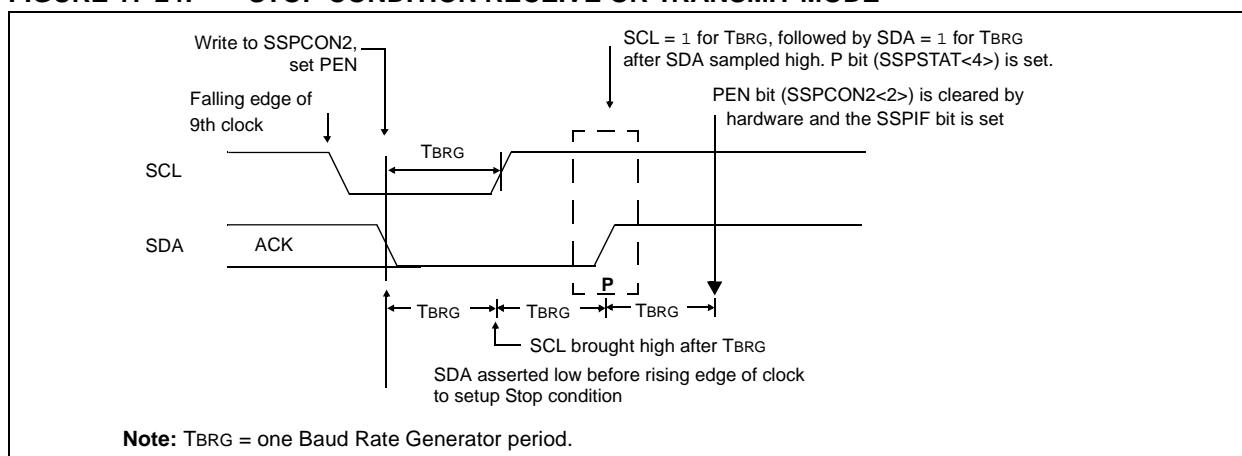 Write to SSPCON2,
set PEN
SCL = 1 for TBRG, followed by SDA = 1 for TBRG
after SDA sampled high. P bit (SSPSTAT<4>) is set.
Falling edge of
9th clock
PEN bit (SSPCON2<2>) is cleared by
hardware and the SSPIF bit is set
TBRG
SCL
SDA
ACK
P
TBRG
TBRG
TBRG
SCL brought high after TBRG
SDA asserted low before rising edge of clock
to setup Stop condition
Note: TBRG = one Baud Rate Generator period.